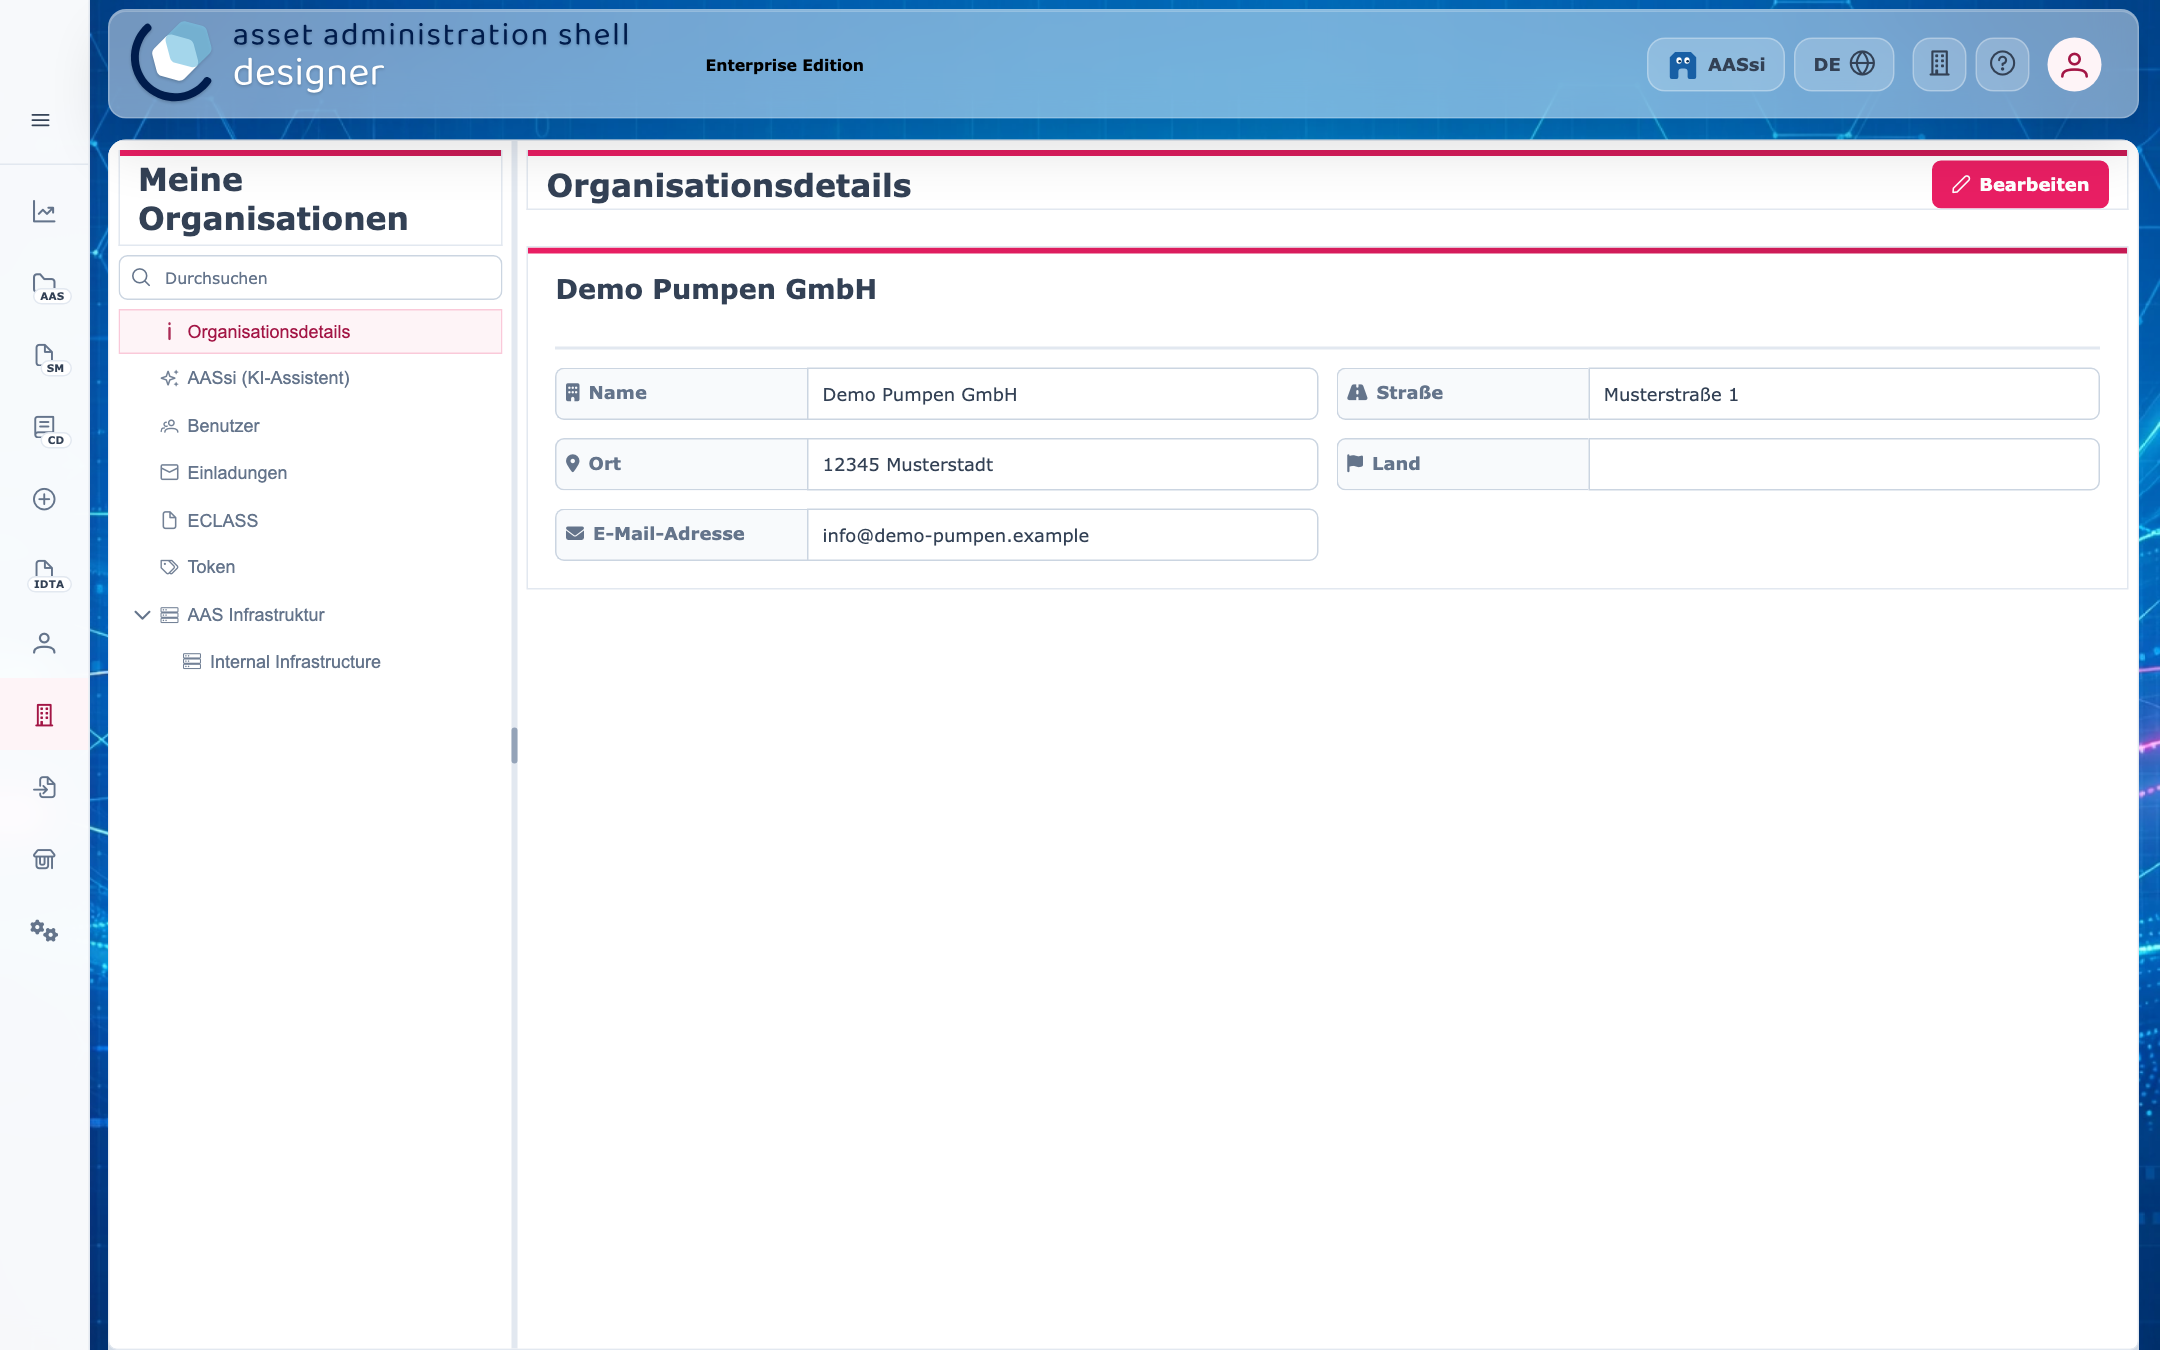 asset administration shell
designer
Enterprise Edition
AASsi
DE
AAS
SM
CD
IDTA
Meine
Organisationen
Durchsuchen
Organisationsdetails
AASsi (KI-Assistent)
Benutzer
Einladungen
ECLASS
Token
AAS Infrastruktur
Internal Infrastructure
Organisationsdetails
Bearbeiten
Demo Pumpen GmbH
Name
Demo Pumpen GmbH
Straße
Musterstraße 1
Ort
12345 Musterstadt
Land
E-Mail-Adresse
info@demo-pumpen.example